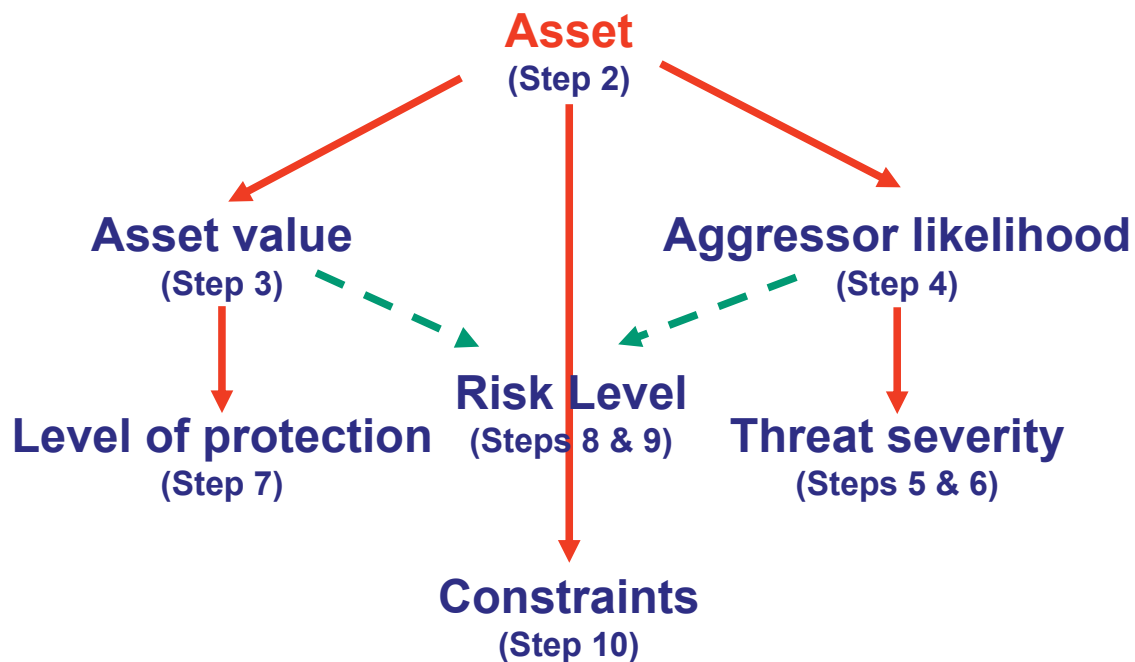 Asset
(Step 2)
Asset value
(Step 3)
Aggressor likelihood
(Step 4)
Risk Level
(Steps 8 & 9)
Level of protection
(Step 7)
Threat severity
(Steps 5 & 6)
Constraints
(Step 10)